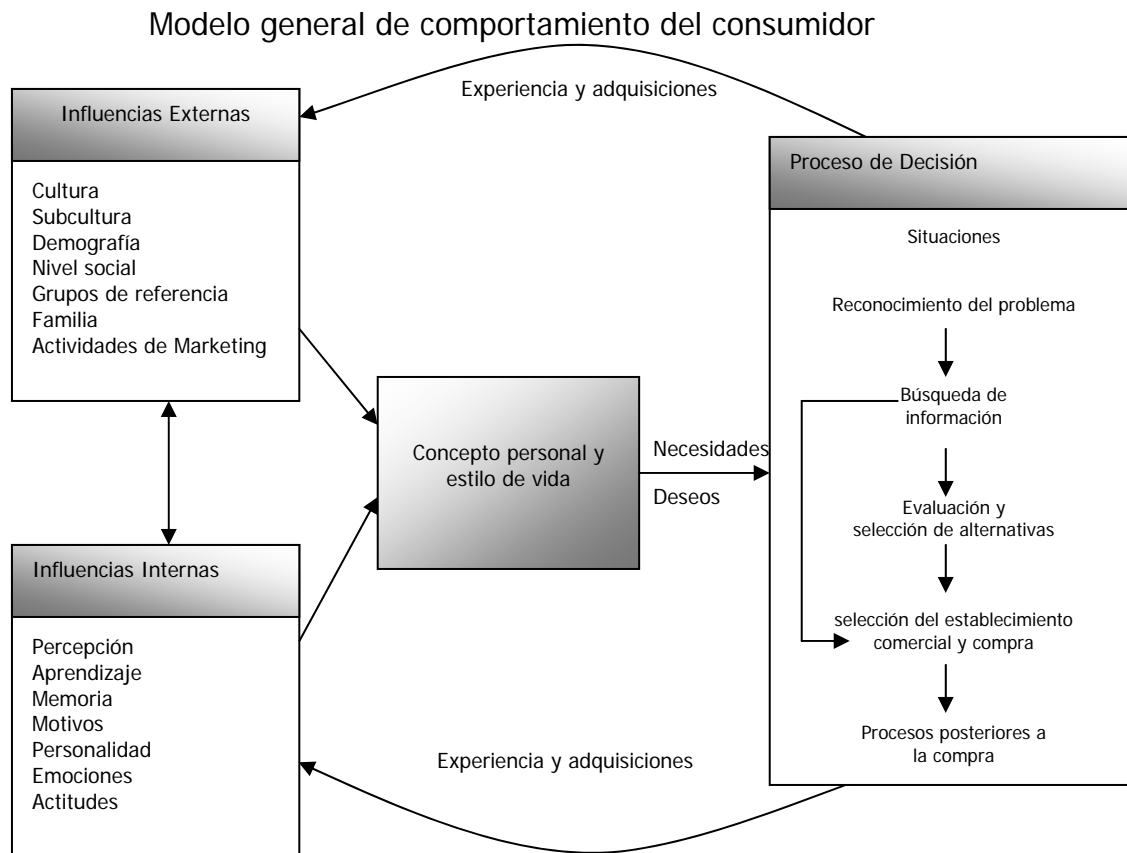 Modelo general de comportamiento del consumidor
Experiencia y adquisiciones
Influencias Externas
Cultura
Subcultura
Demografía
Nivel social
Grupos de referencia
Familia
Actividades de Marketing
Concepto personal y
estilo de vida
Necesidades
Deseos
Influencias Internas
Percepción
Aprendizaje
Memoria
Motivos
Personalidad
Emociones
Actitudes
Experiencia y adquisiciones
Proceso de Decisión
Situaciones
Reconocimiento del problema
Búsqueda de
información
Evaluación y
selección de alternativas
selección del establecimiento
comercial y compra
Procesos posteriores a
la compra